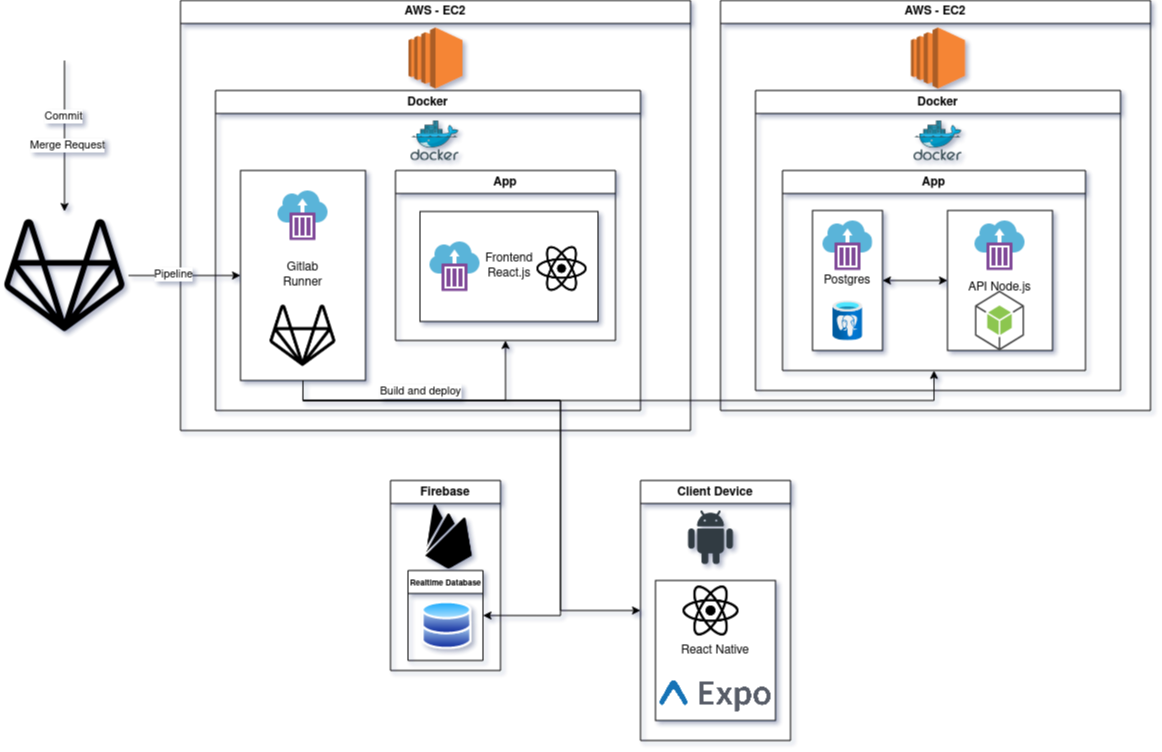 AWS - EC2
AWS - EC2
Docker
docker
Docker
docker
Commit
Merge Request
Pipeline
Gitlab
Runner
App
Frontend
React.js
App
Postgres
API Node.js
Build and deploy
Firebase
Realtime Database
Client Device
React Native
Expo